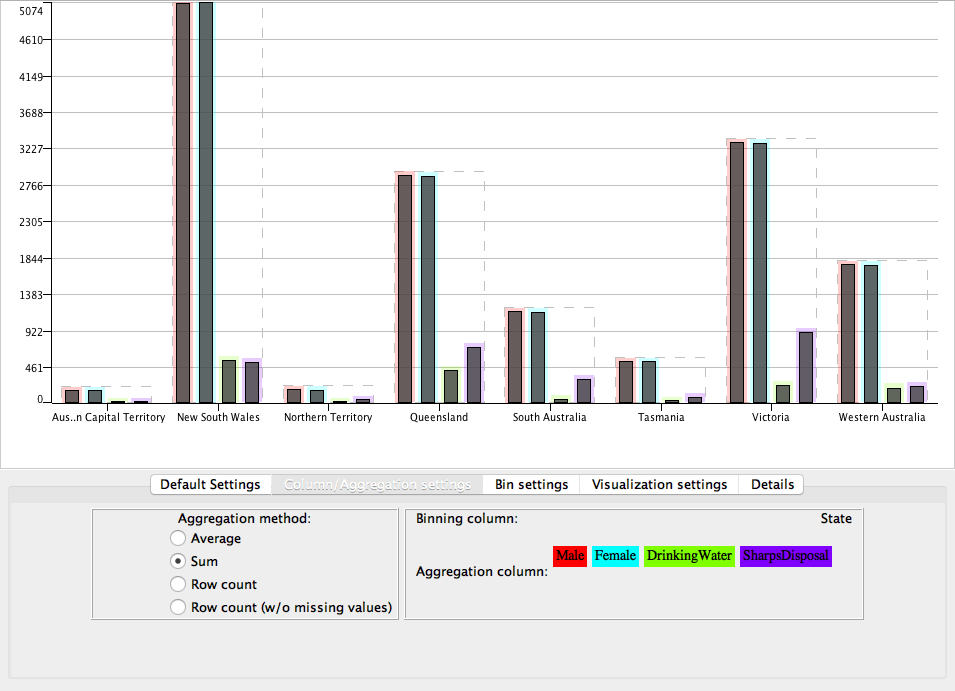 5074
4610
4149
3688
3227
2766
2305
1844
1383
922
461
0
Aus..n Capital Territory New South Wales Northern Territory Queensland South Australia Tasmania Victoria Western Australia
Default Settings Column/Aggregation settings Bin settings Visualization settings Details
Aggregation method:
Average
Sum
Row count
Row count (w/o missing values)
Binning column: State
Aggregation column: Male Female DrinkingWater SharpsDisposal